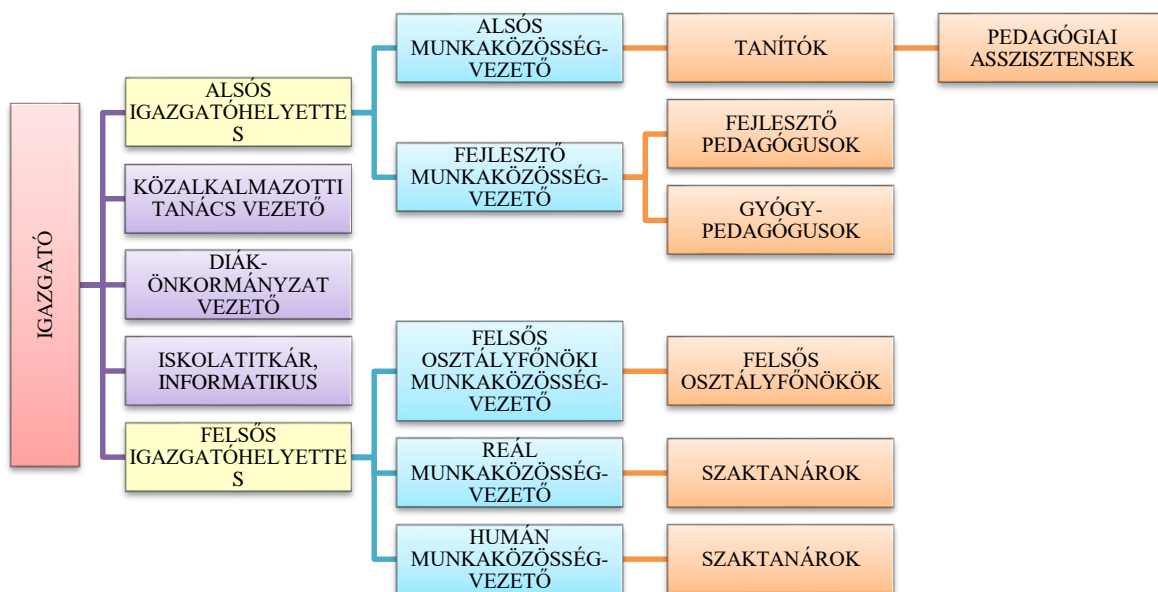 IGAZGATÓ
ALSÓS
IGAZGATÓHELYETTE
S
KÖZALKALMAZOTTI
TANÁCS VEZETŐ
DIÁK-
ÖNKORMÁNYZAT
VEZETŐ
ISKOLATITKÁR,
INFORMATIKUS
FELSŐS
IGAZGATÓHELYETTE
S
ALSÓS
MUNKAKÖZÖSSÉG-
VEZETŐ
FEJLESZTŐ
MUNKAKÖZÖSSÉG-
VEZETŐ
FELSŐS
OSZTÁLYFŐNÖKI
MUNKAKÖZÖSSÉG-
VEZETŐ
REÁL
MUNKAKÖZÖSSÉG-
VEZETŐ
HUMÁN
MUNKAKÖZÖSSÉG-
VEZETŐ
TANÍTÓK
FEJLESZTŐ
PEDAGÓGUSOK
GYÓGY-
PEDAGÓGUSOK
FELSŐS
OSZTÁLYFŐNÖKÖK
SZAKTANÁROK
SZAKTANÁROK
PEDAGÓGIAI
ASSZISZTENSEK